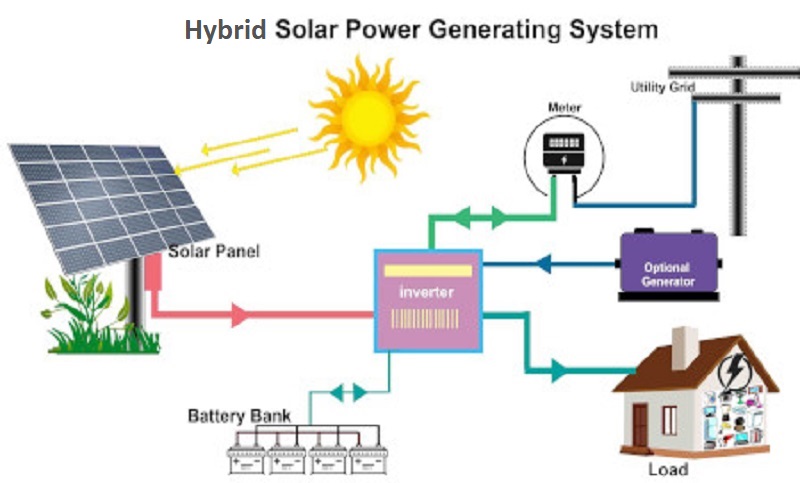 Hybrid Solar Power Generating System
Utility Grid
Meter
Solar Panel
Optional
Generator
inverter
Battery Bank
Load